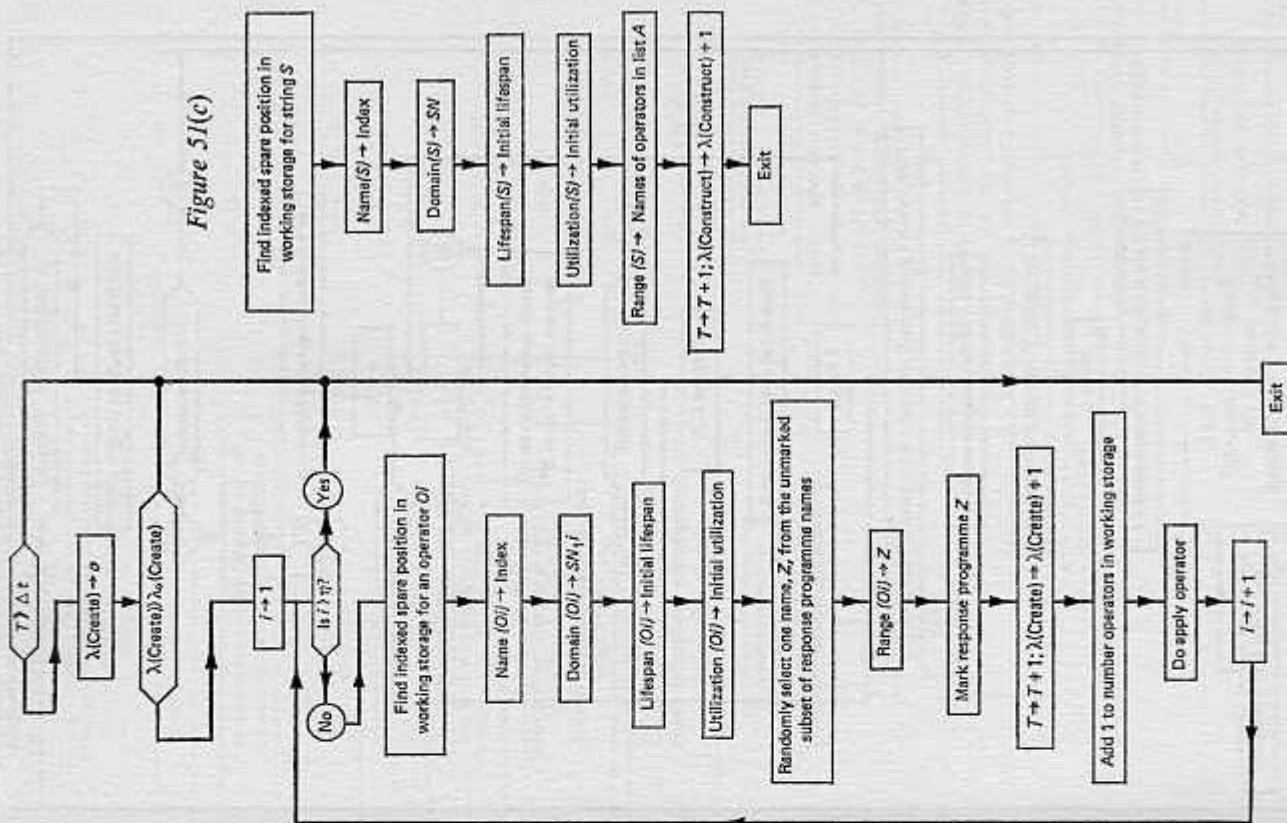 T ⟩ Δt
λ(Create) → o
λ(Create)⟩ λᵤ(Create)
i → 1
Is i ⟩ η?
Yes
No
Find indexed spare position in
working storage for an operator Oi
Name (Oi) → Index
Domain (Oi) → SN, i
Lifespan (Oi) → Initial lifespan
Utilization (Oi) → Initial utilization
Randomly select one name, Z, from the unmarked
subset of response programme names
Range (Oi) → Z
Mark response programme Z
T → T + 1; λ(Create) → λ(Create) + 1
Add 1 to number operators in working storage
Do apply operator
i → i + 1
Exit
Figure 51(c)
Find indexed spare position in
working storage for string S
Name(S) → Index
Domain(S) → SN
Lifespan(S) → Initial lifespan
Utilization(S) → Initial utilization
Range (S) → Names of operators in list A
T → T + 1; λ(Construct) → λ(Construct) + 1
Exit